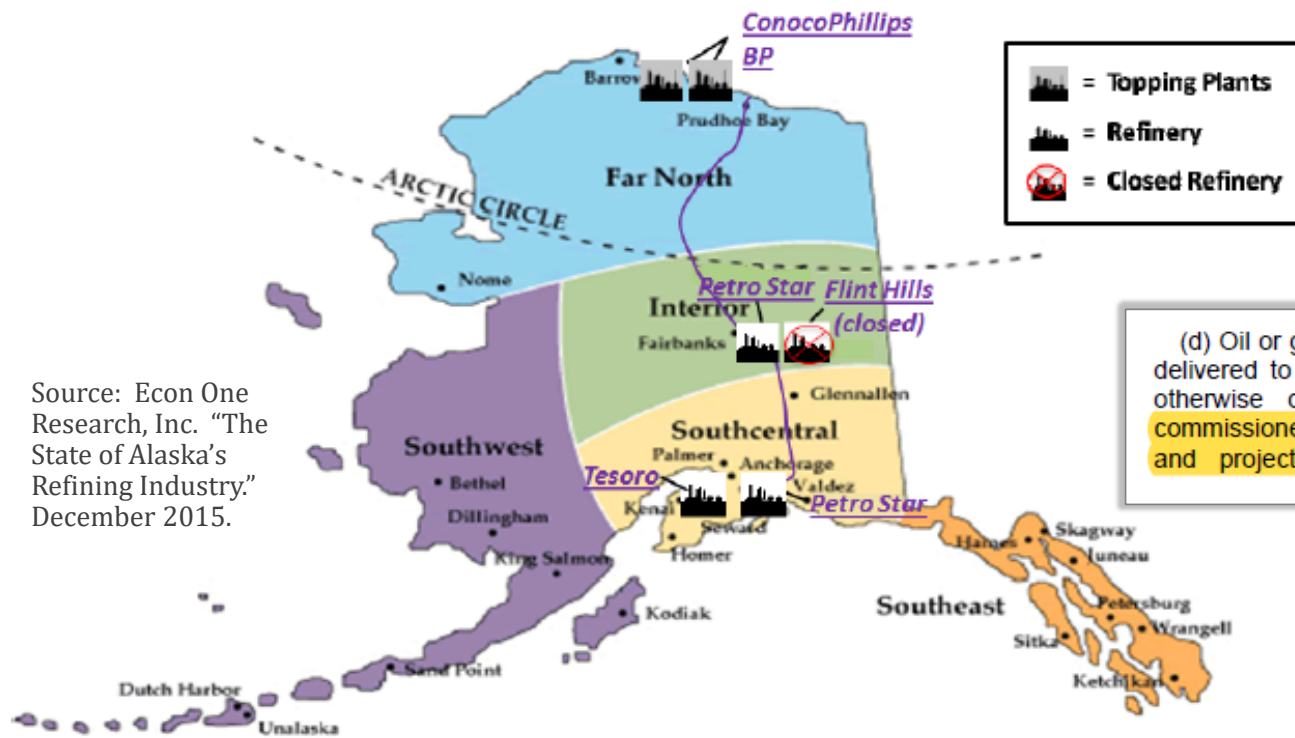 ConocoPhillips
BP
Barrow
Prudhoe Bay
= Topping Plants
= Refinery
= Closed Refinery
ARCTIC CIRCLE
Far North
Nome
Petro Star
Flint Hills
(closed)
Interior
Fairbanks
(d) Oil or g
delivered to
otherwise d
commissione
and project
Source: Econ One
Research, Inc. “The
State of Alaska’s
Refining Industry.”
December 2015.
Glennallen
Southwest
Southcentral
Palmer
Anchorage
Tesoro
Bethel
Kenai
Valdez
Petro Star
Dillingham
Seward
Homer
King Salmon
Skagway
Haines
Juneau
Southeast
Kodiak
Petersburg
Wrangell
Sitka
Sand Point
Ketchikan
Dutch Harbor
Unalaska